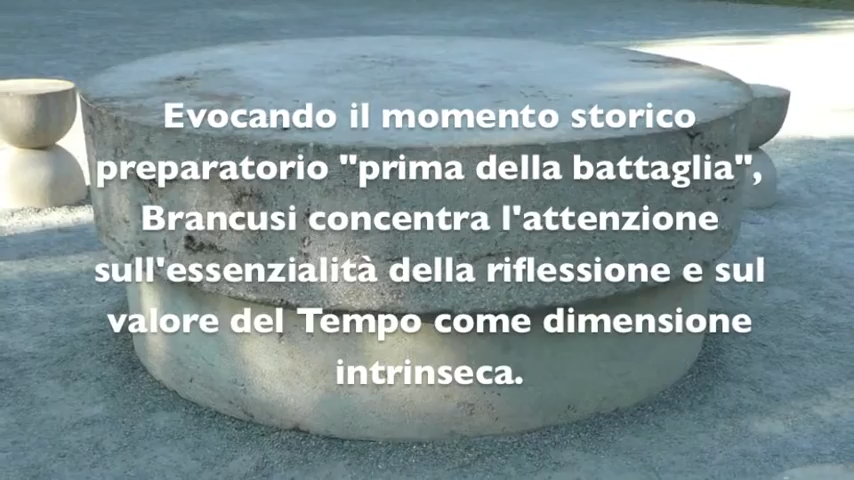 Evocando il momento storico
preparatorio "prima della battaglia",
Brancusi concentra l'attenzione
sull'essenzialità della riflessione e sul
valore del Tempo come dimensione
intrinseca.